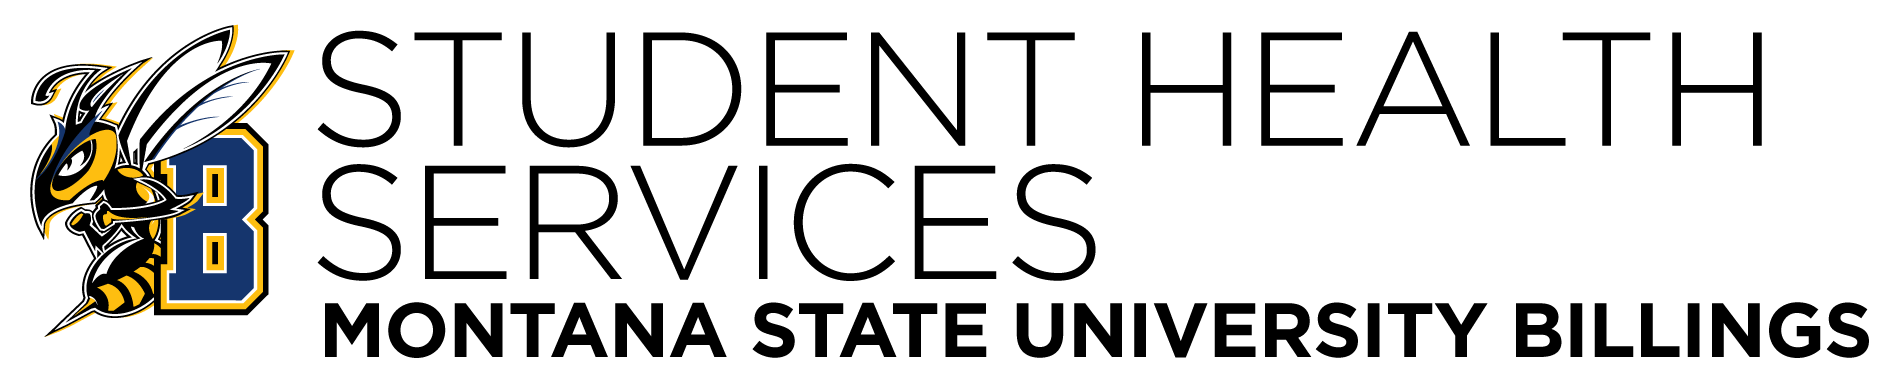 B
STUDENT HEALTH
SERVICES
MONTANA STATE UNIVERSITY BILLINGS